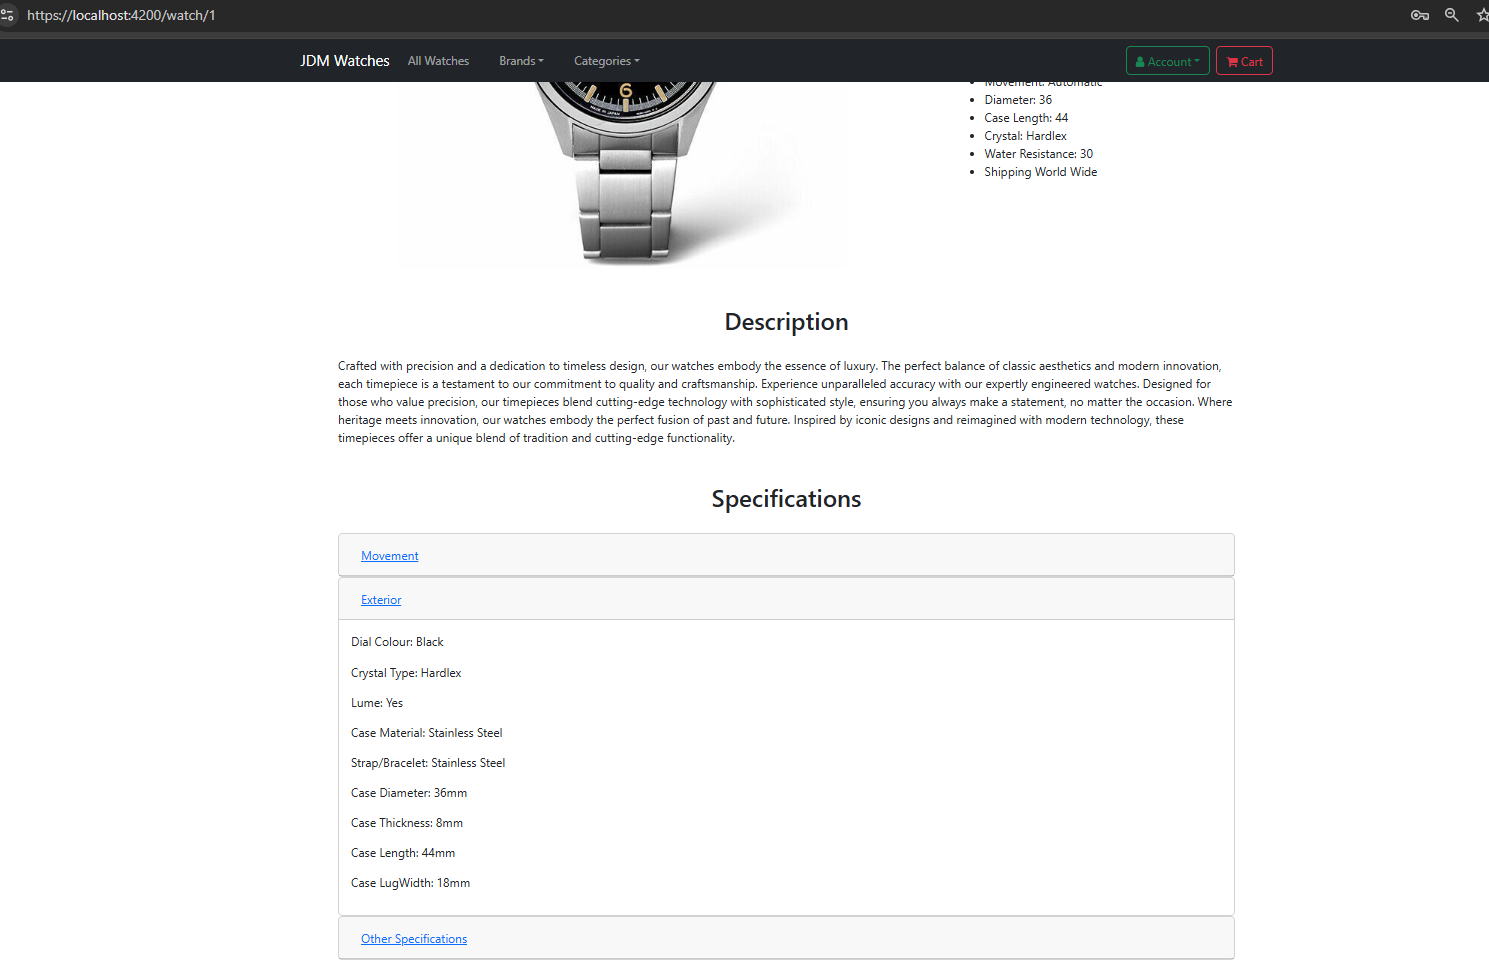 https://localhost:4200/watch/1
JDM Watches All Watches Brands Categories Account Cart
6
MADE IN JAPAN
Movement: Automatic
Diameter: 36
Case Length: 44
Crystal: Hardlex
Water Resistance: 30
Shipping World Wide
Description
Crafted with precision and a dedication to timeless design, our watches embody the essence of luxury. The perfect balance of classic aesthetics and modern innovation,
each timepiece is a testament to our commitment to quality and craftsmanship. Experience unparalleled accuracy with our expertly engineered watches. Designed for
those who value precision, our timepieces blend cutting-edge technology with sophisticated style, ensuring you always make a statement, no matter the occasion. Where
heritage meets innovation, our watches embody the perfect fusion of past and future. Inspired by iconic designs and reimagined with modern technology, these
timepieces offer a unique blend of tradition and cutting-edge functionality.
Specifications
Movement
Exterior
Dial Colour: Black
Crystal Type: Hardlex
Lume: Yes
Case Material: Stainless Steel
Strap/Bracelet: Stainless Steel
Case Diameter: 36mm
Case Thickness: 8mm
Case Length: 44mm
Case LugWidth: 18mm
Other Specifications